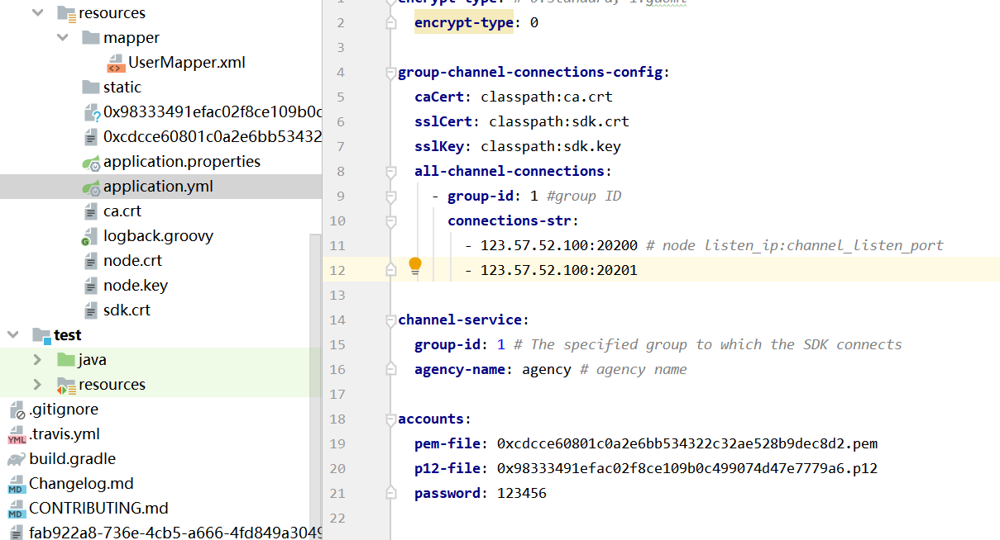 resources
mapper
UserMapper.xml
static
0x98333491efac02f8ce109b0c
0xcdcce60801c0a2e6bb53432
application.properties
application.yml
ca.crt
logback.groovy
node.crt
node.key
sdk.crt
test
java
resources
.gitignore
.travis.yml
build.gradle
Changelog.md
CONTRIBUTING.md
fab922a8-736e-4cb5-a666-4fd849a3049
1 encrypt-type: # 0:standard, 1:guomi
2 encrypt-type: 0
3
4 group-channel-connections-config:
5 caCert: classpath:ca.crt
6 sslCert: classpath:sdk.crt
7 sslKey: classpath:sdk.key
8 all-channel-connections:
9 - group-id: 1 #group ID
10 connections-str:
11 - 123.57.52.100:20200 # node listen_ip:channel_listen_port
12 - 123.57.52.100:20201
13
14 channel-service:
15 group-id: 1 # The specified group to which the SDK connects
16 agency-name: agency # agency name
17
18 accounts:
19 pem-file: 0xcdcce60801c0a2e6bb534322c32ae528b9dec8d2.pem
20 p12-file: 0x98333491efac02f8ce109b0c499074d47e7779a6.p12
21 password: 123456
22